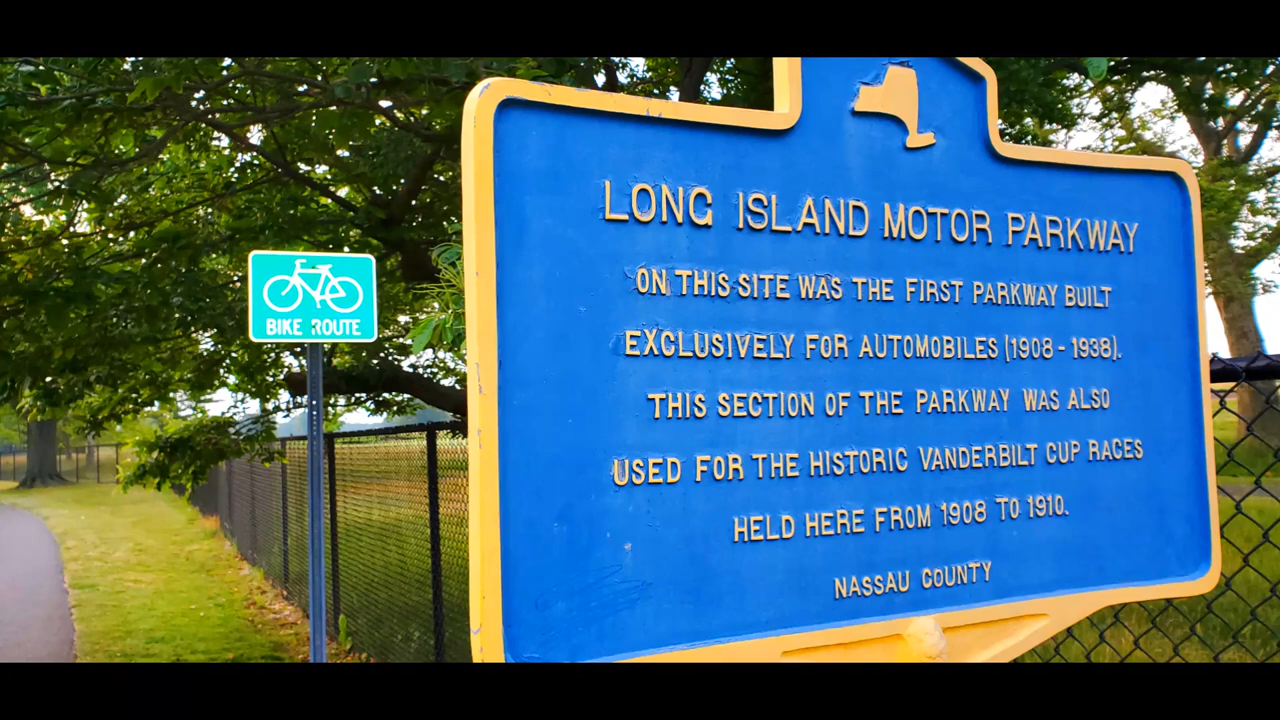 BIKE ROUTE
LONG ISLAND MOTOR PARKWAY
ON THIS SITE WAS THE FIRST PARKWAY BUILT
EXCLUSIVELY FOR AUTOMOBILES (1908 - 1938).
THIS SECTION OF THE PARKWAY WAS ALSO
USED FOR THE HISTORIC VANDERBILT CUP RACES
HELD HERE FROM 1908 TO 1910.
NASSAU COUNTY